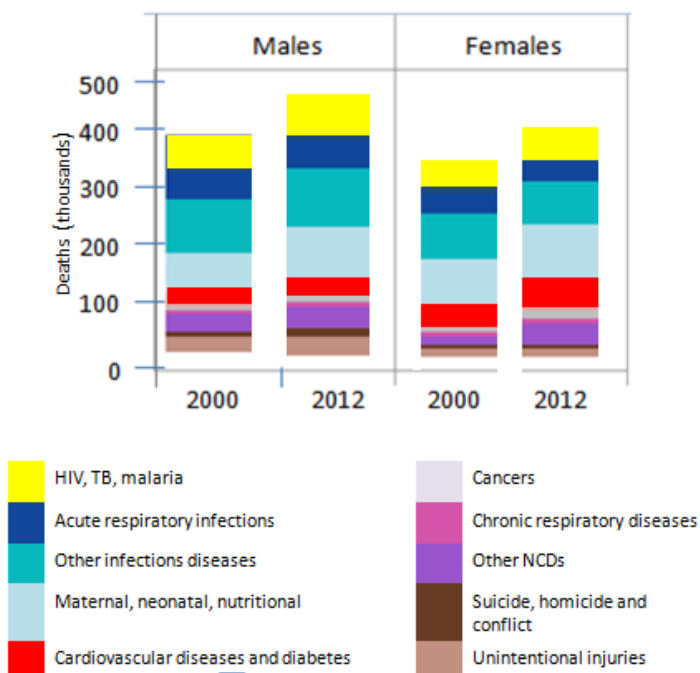 Males
Females
500
400
300
200
100
0
Deaths (thousands)
2000
2012
2000
2012
HIV, TB, malaria
Acute respiratory infections
Other infections diseases
Maternal, neonatal, nutritional
Cardiovascular diseases and diabetes
Cancers
Chronic respiratory diseases
Other NCDs
Suicide, homicide and
conflict
Unintentional injuries